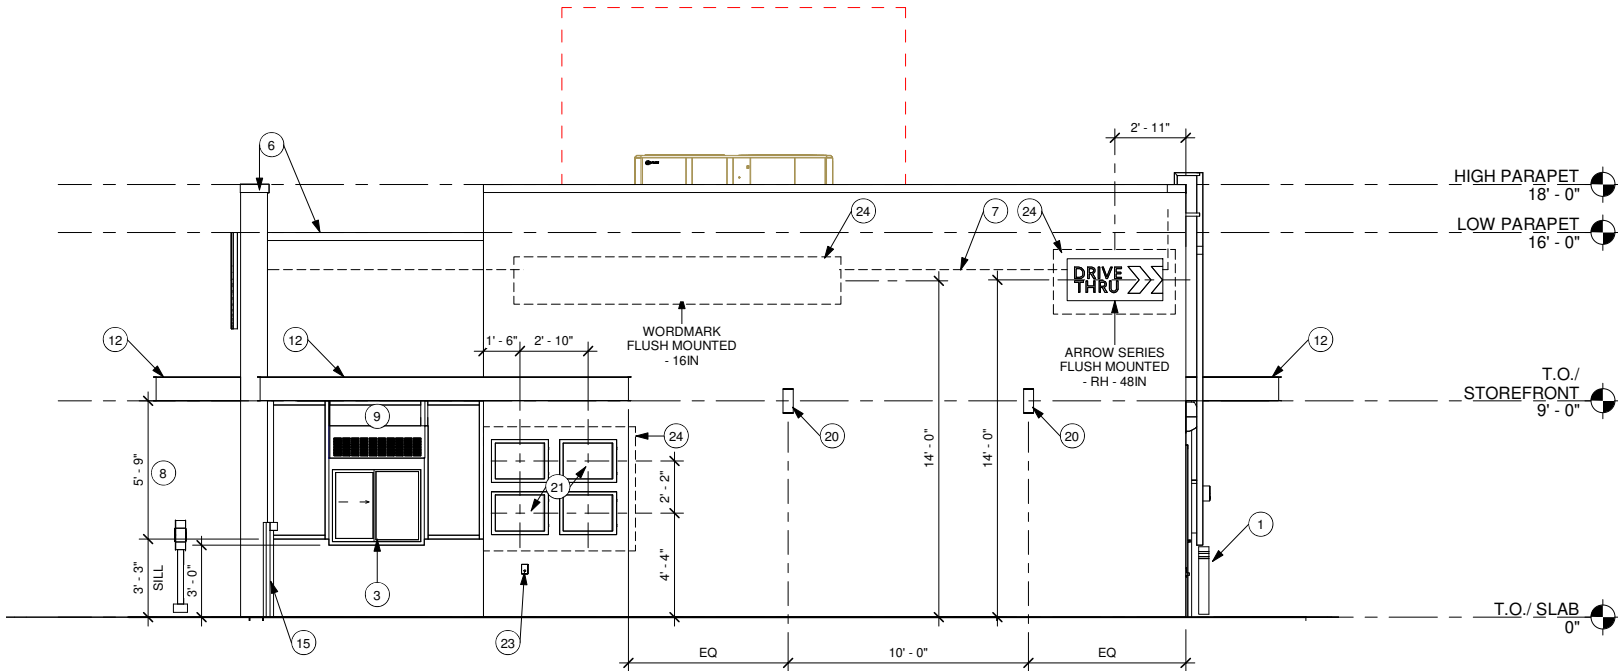 2' - 11"
6
HIGH PARAPET
18' - 0"
24
7
24
LOW PARAPET
16' - 0"
DRIVE
THRU
WORDMARK
FLUSH MOUNTED
- 16IN
ARROW SERIES
FLUSH MOUNTED
- RH - 48IN
12
12
1' - 6"
2' - 10"
12
T.O./
STOREFRONT
9' - 0"
9
24
20
20
5' - 9"
8
21
2' - 2"
14' - 0"
14' - 0"
1
3' - 3"
SILL
3' - 0"
3
4' - 4"
23
15
T.O./ SLAB
0"
EQ
10' - 0"
EQ